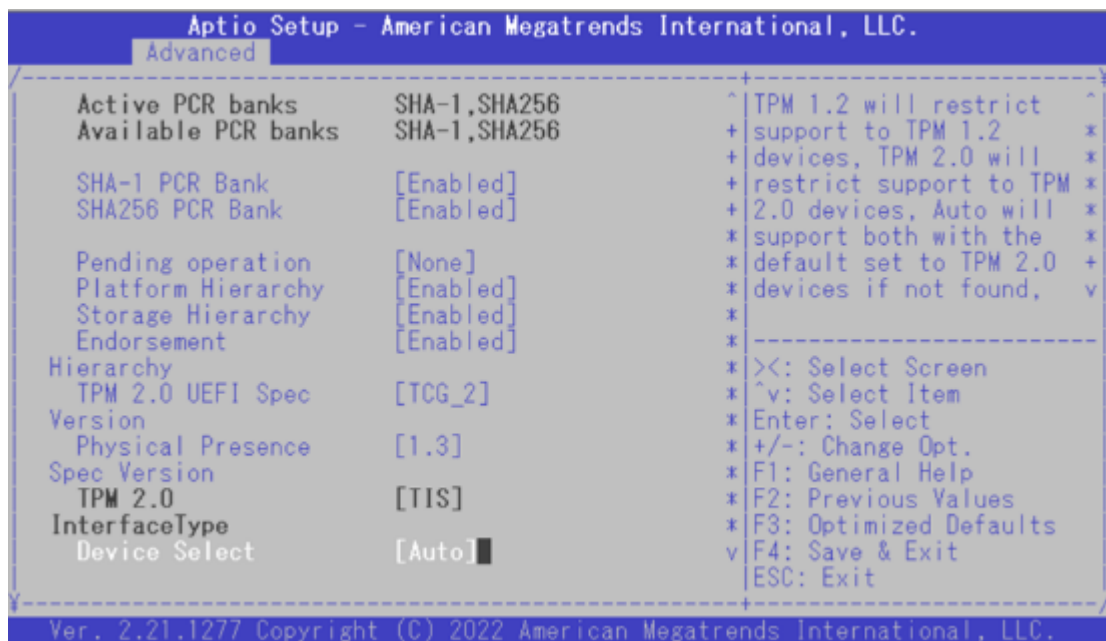 Aptio Setup - American Megatrends International, LLC.
Advanced
Active PCR banks SHA-1,SHA256
Available PCR banks SHA-1,SHA256
SHA-1 PCR Bank [Enabled]
SHA256 PCR Bank [Enabled]
Pending operation [None]
Platform Hierarchy [Enabled]
Storage Hierarchy [Enabled]
Endorsement [Enabled]
Hierarchy
TPM 2.0 UEFI Spec [TCG_2]
Version
Physical Presence [1.3]
Spec Version
TPM 2.0 [TIS]
InterfaceType
Device Select [Auto]
TPM 1.2 will restrict
support to TPM 1.2
devices, TPM 2.0 will
restrict support to TPM
2.0 devices, Auto will
support both with the
default set to TPM 2.0
devices if not found,
><: Select Screen
^v: Select Item
Enter: Select
+/-: Change Opt.
F1: General Help
F2: Previous Values
F3: Optimized Defaults
F4: Save & Exit
ESC: Exit
Ver. 2.21.1277 Copyright (C) 2022 American Megatrends International, LLC.